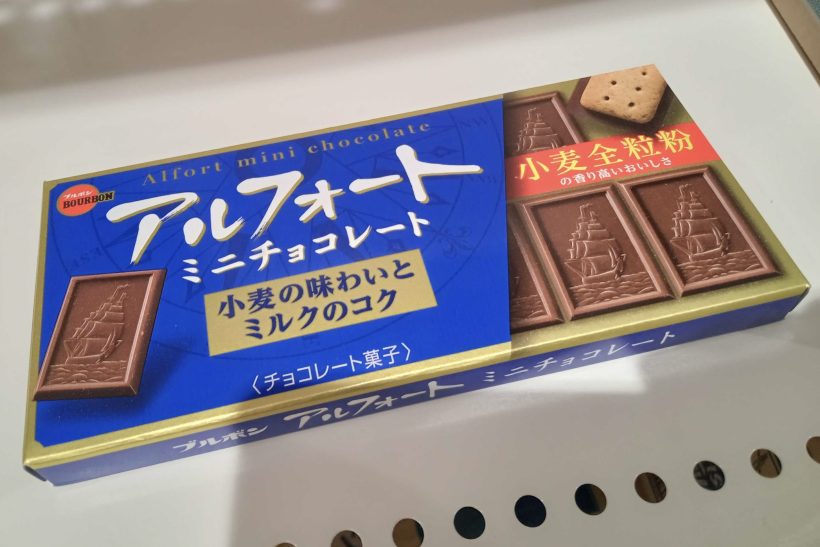 Alfort mini chocolate
ブルボン
BOURBON
アルフォート
ミニチョコレート
小麦の味わいと
ミルクのコク
〈チョコレート菓子〉
小麦全粒粉
の香り高いおいしさ
ブルボン アルフォート ミニチョコレート
NW